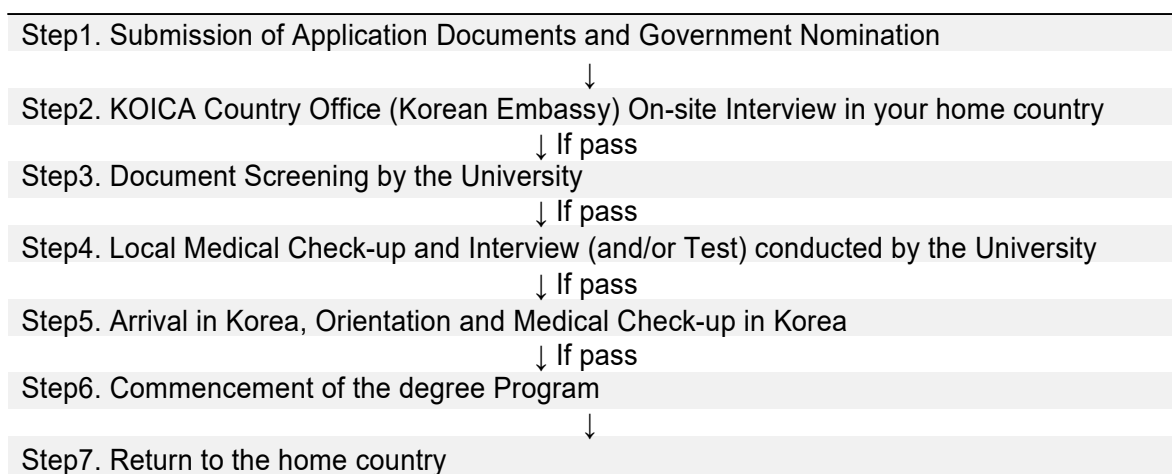 Step1. Submission of Application Documents and Government Nomination
↓
Step2. KOICA Country Office (Korean Embassy) On-site Interview in your home country
↓ If pass
Step3. Document Screening by the University
↓ If pass
Step4. Local Medical Check-up and Interview (and/or Test) conducted by the University
↓ If pass
Step5. Arrival in Korea, Orientation and Medical Check-up in Korea
↓ If pass
Step6. Commencement of the degree Program
↓
Step7. Return to the home country